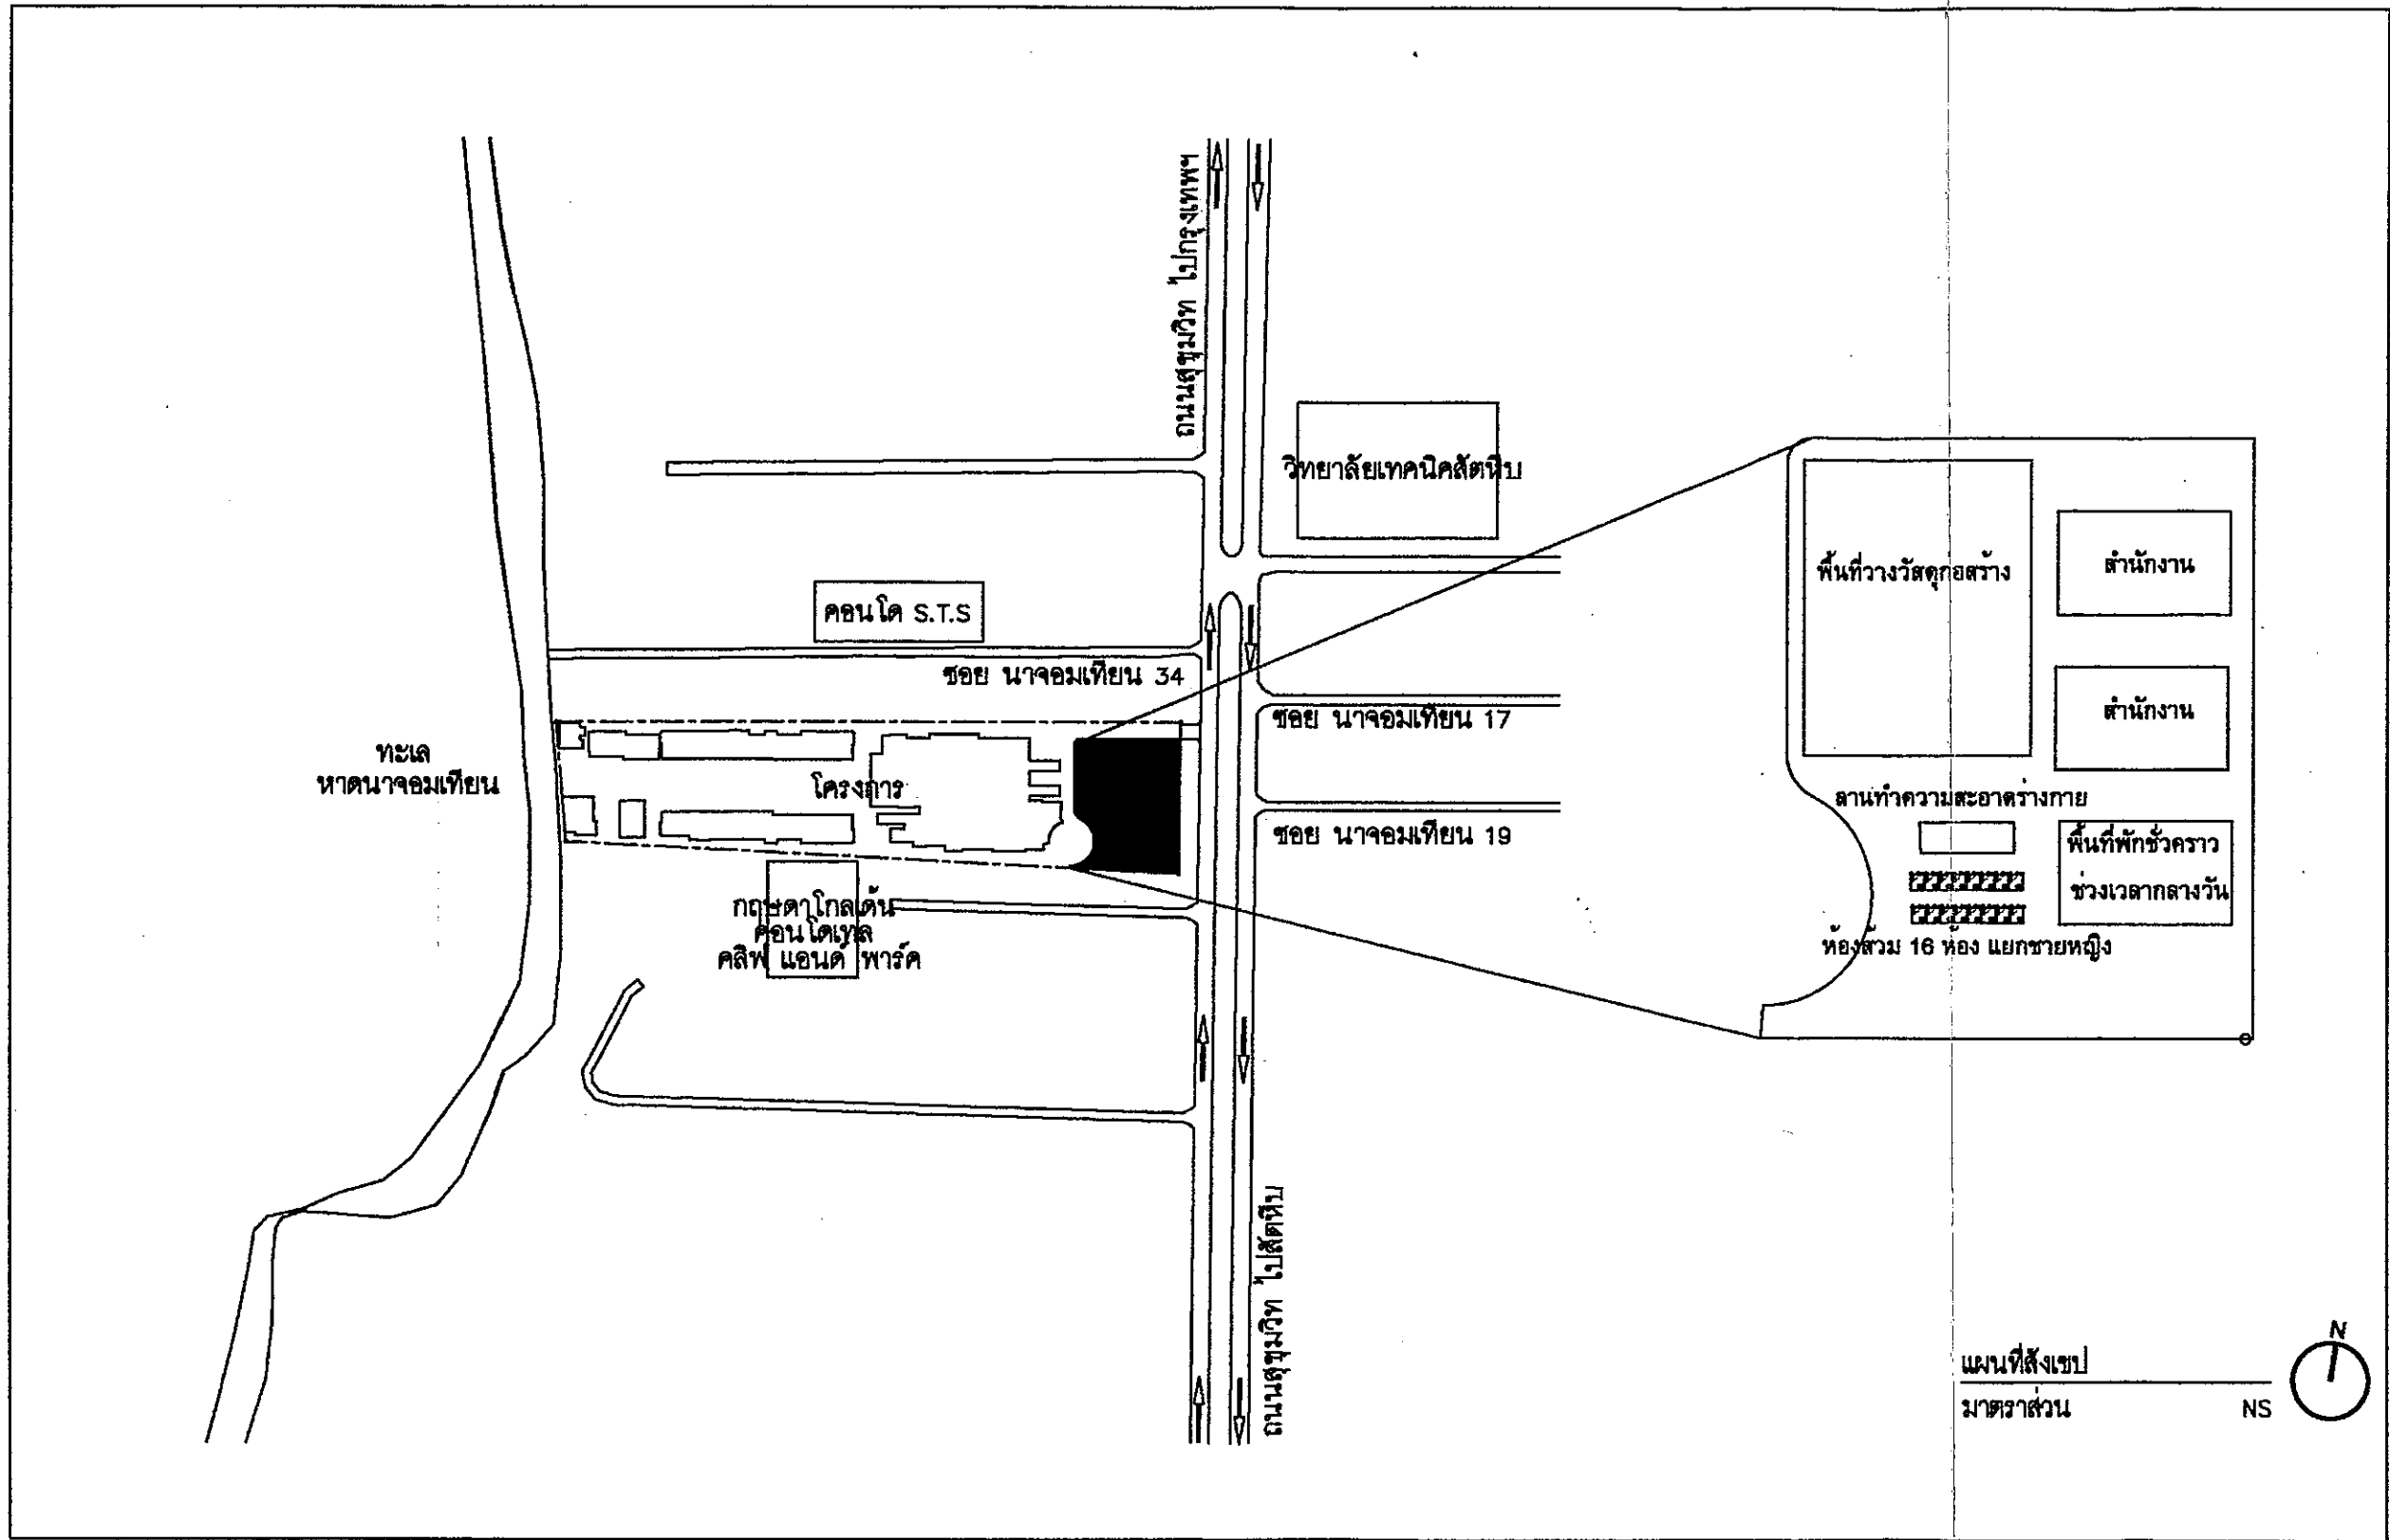 ถนนสุขุมวิท ไปกรุงเทพฯ
วิทยาลัยเทคนิคสัตหีบ
คอนโด S.T.S
ซอย นาจอมเทียน 34
ซอย นาจอมเทียน 17
ทะเล
หาดนาจอมเทียน
โครงการ
ซอย นาจอมเทียน 19
กฤษดาโกลเด้น
คอนโดเทล
คลิฟ แอนด์ พาร์ค
ถนนสุขุมวิท ไปสัตหีบ
พื้นที่วางวัสดุกอสร้าง
สำนักงาน
สำนักงาน
ลานทำความสะอาดร่างกาย
พื้นที่พักชั่วคราว
ช่วงเวลากลางวัน
ห้องส้วม 16 ห้อง แยกชายหญิง
N
แผนที่สังเขป
มาตราส่วน NS